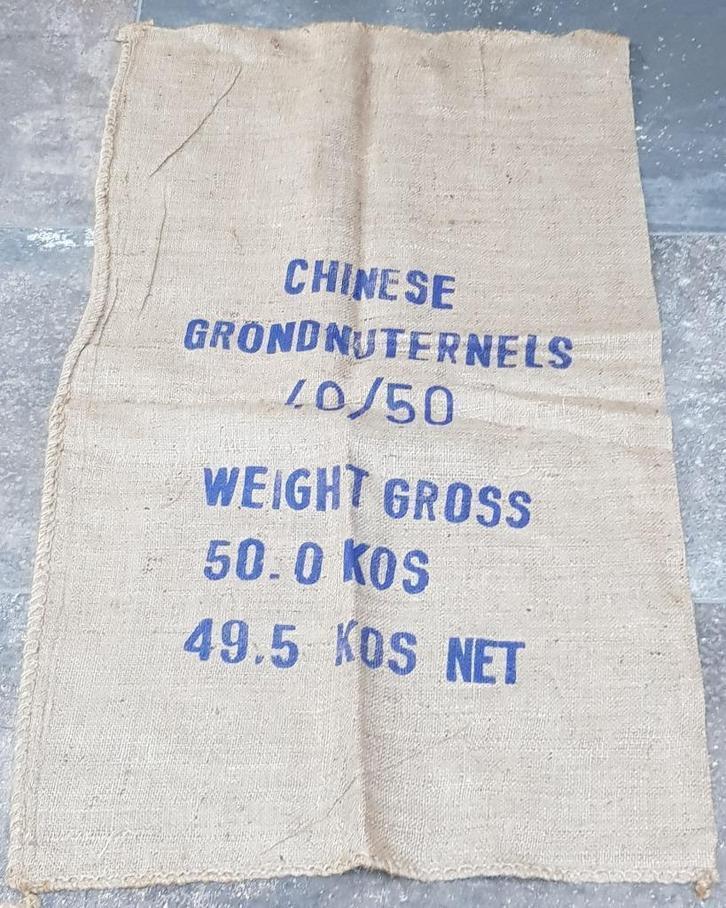 CHINESE
GRONDNUTERNELS
40/50
WEIGHT GROSS
50.0 KOS
49.5 KOS NET